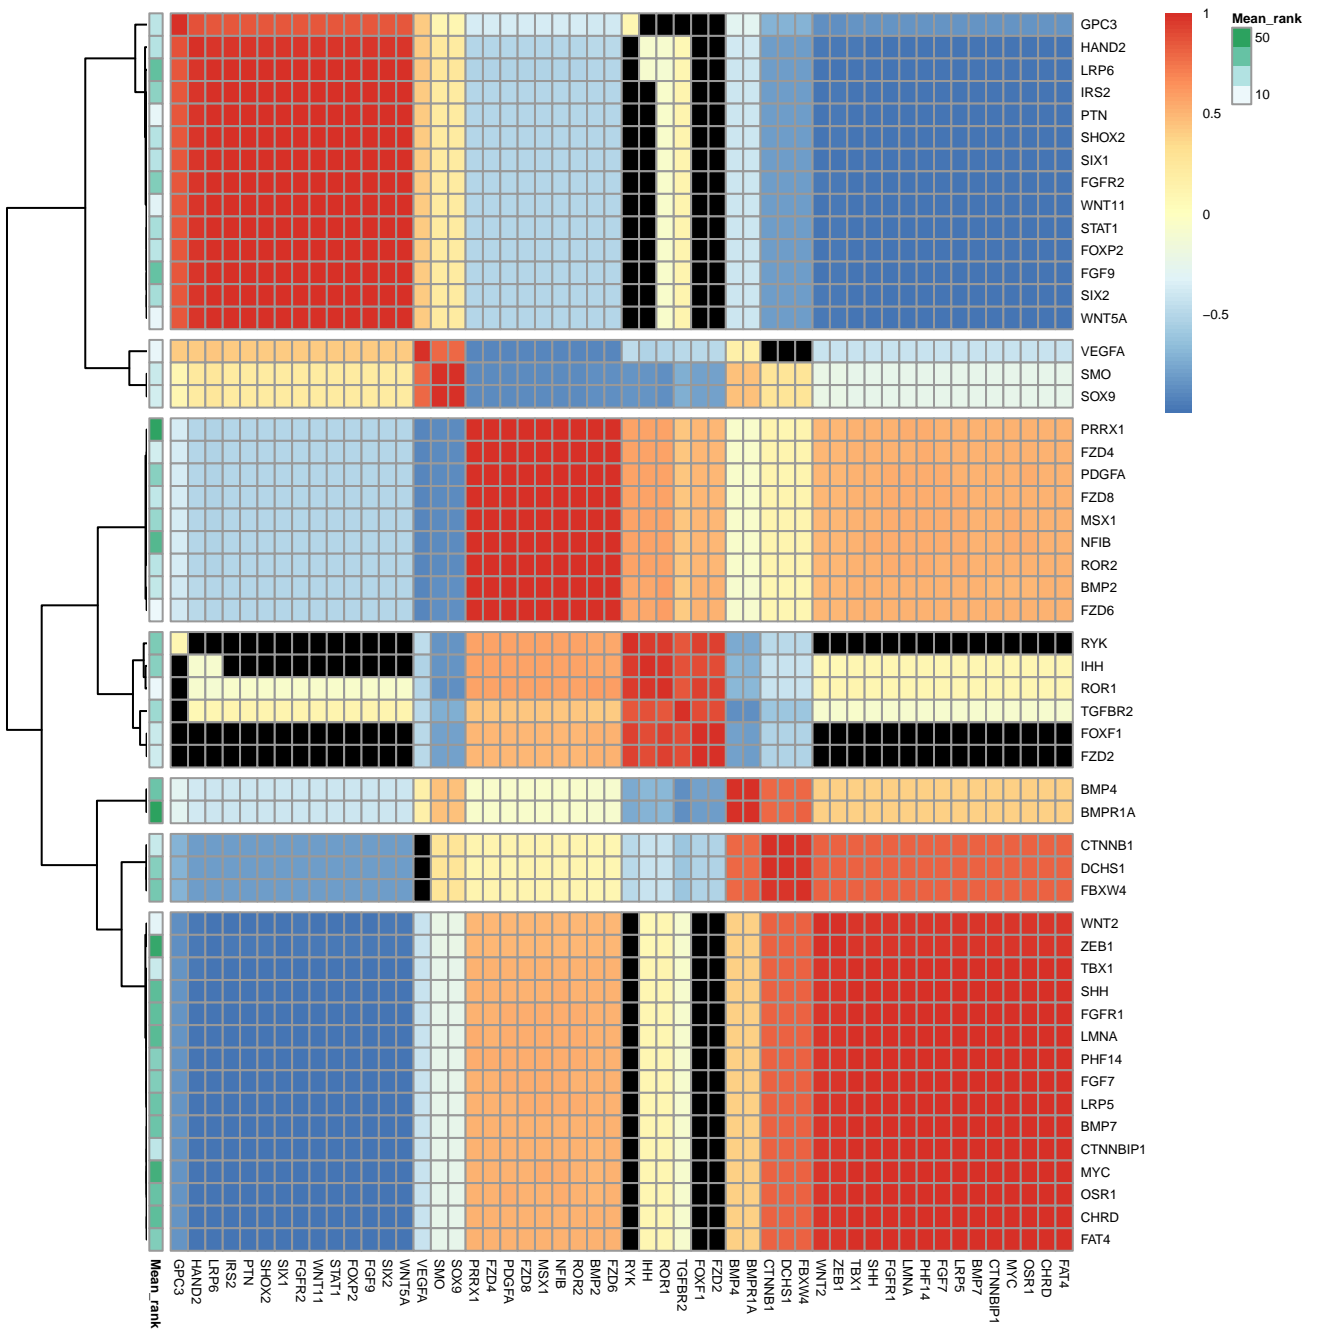 1
0.5
0
−0.5
Mean_rank
50
10
GPC3
HAND2
LRP6
IRS2
PTN
SHOX2
SIX1
FGFR2
WNT11
STAT1
FOXP2
FGF9
SIX2
WNT5A
VEGFA
SMO
SOX9
PRRX1
FZD4
PDGFA
FZD8
MSX1
NFIB
ROR2
BMP2
FZD6
RYK
IHH
ROR1
TGFBR2
FOXF1
FZD2
BMP4
BMPR1A
CTNNB1
DCHS1
FBXW4
WNT2
ZEB1
TBX1
SHH
FGFR1
LMNA
PHF14
FGF7
LRP5
BMP7
CTNNBIP1
MYC
OSR1
CHRD
FAT4
Mean_rank
GPC3
HAND2
LRP6
IRS2
PTN
SHOX2
SIX1
FGFR2
WNT11
STAT1
FOXP2
FGF9
SIX2
WNT5A
VEGFA
SMO
SOX9
PRRX1
FZD4
PDGFA
FZD8
MSX1
NFIB
ROR2
BMP2
FZD6
RYK
IHH
ROR1
TGFBR2
FOXF1
FZD2
BMP4
BMPR1A
CTNNB1
DCHS1
FBXW4
WNT2
ZEB1
TBX1
SHH
FGFR1
LMNA
PHF14
FGF7
LRP5
BMP7
CTNNBIP1
MYC
OSR1
CHRD
FAT4